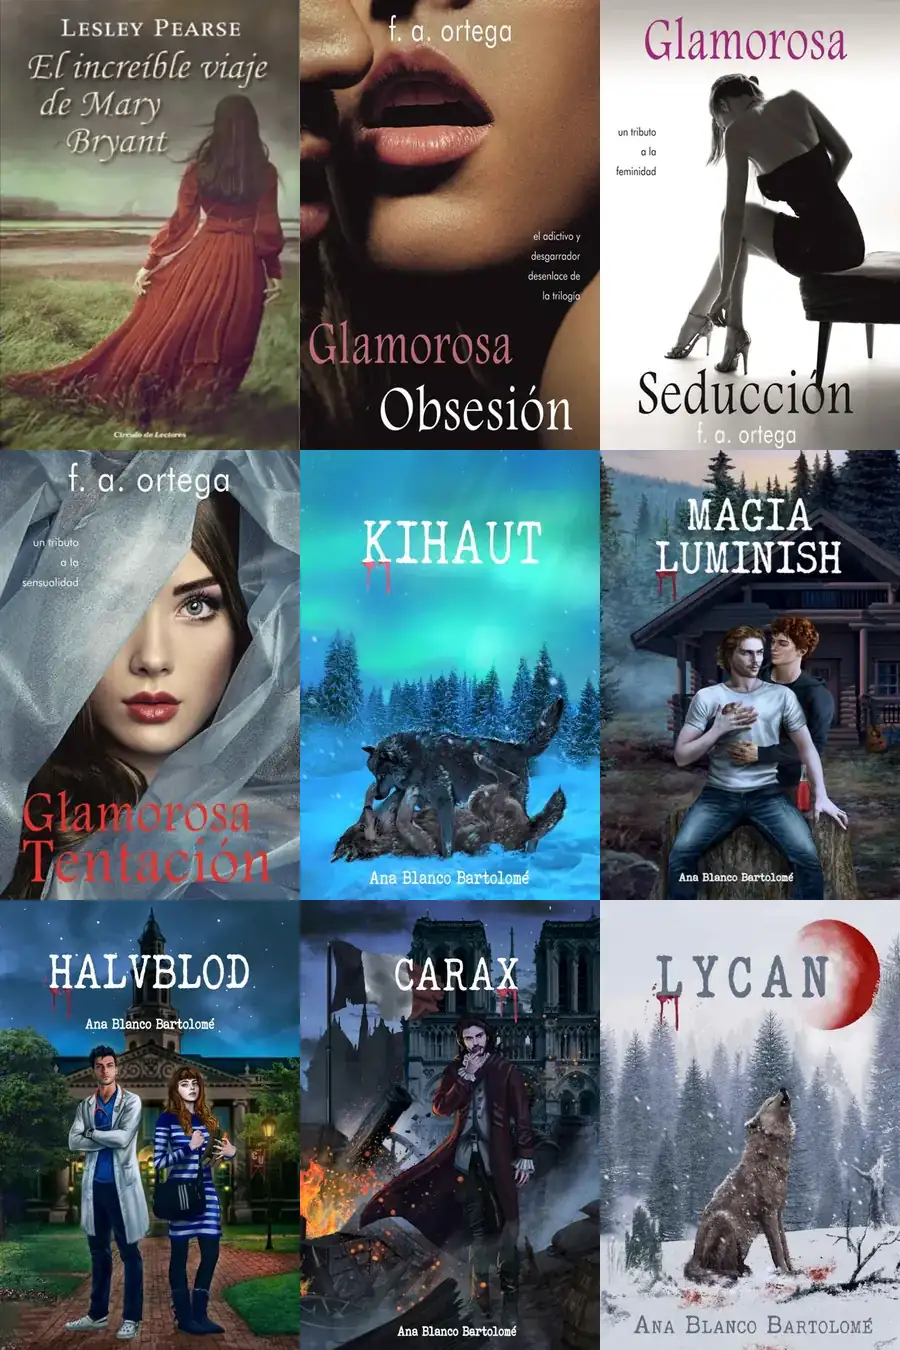 LESLEY PEARSE
El increíble viaje
de Mary
Bryant
Círculo de Lectores
f. a. ortega
el adictivo y
desgarrador
desenlace de
la trilogía
Glamorosa
Obsesión
Glamorosa
un tributo
a la
feminidad
Seducción
f. a. ortega
f. a. ortega
un tributo
a la
sensualidad
Glamorosa
Tentación
KIHAUT
Ana Blanco Bartolomé
MAGIA
LUMINISH
Ana Blanco Bartolomé
HALVBLOD
Ana Blanco Bartolomé
CARAX
Ana Blanco Bartolomé
LYCAN
ANA BLANCO BARTOLOMÉ